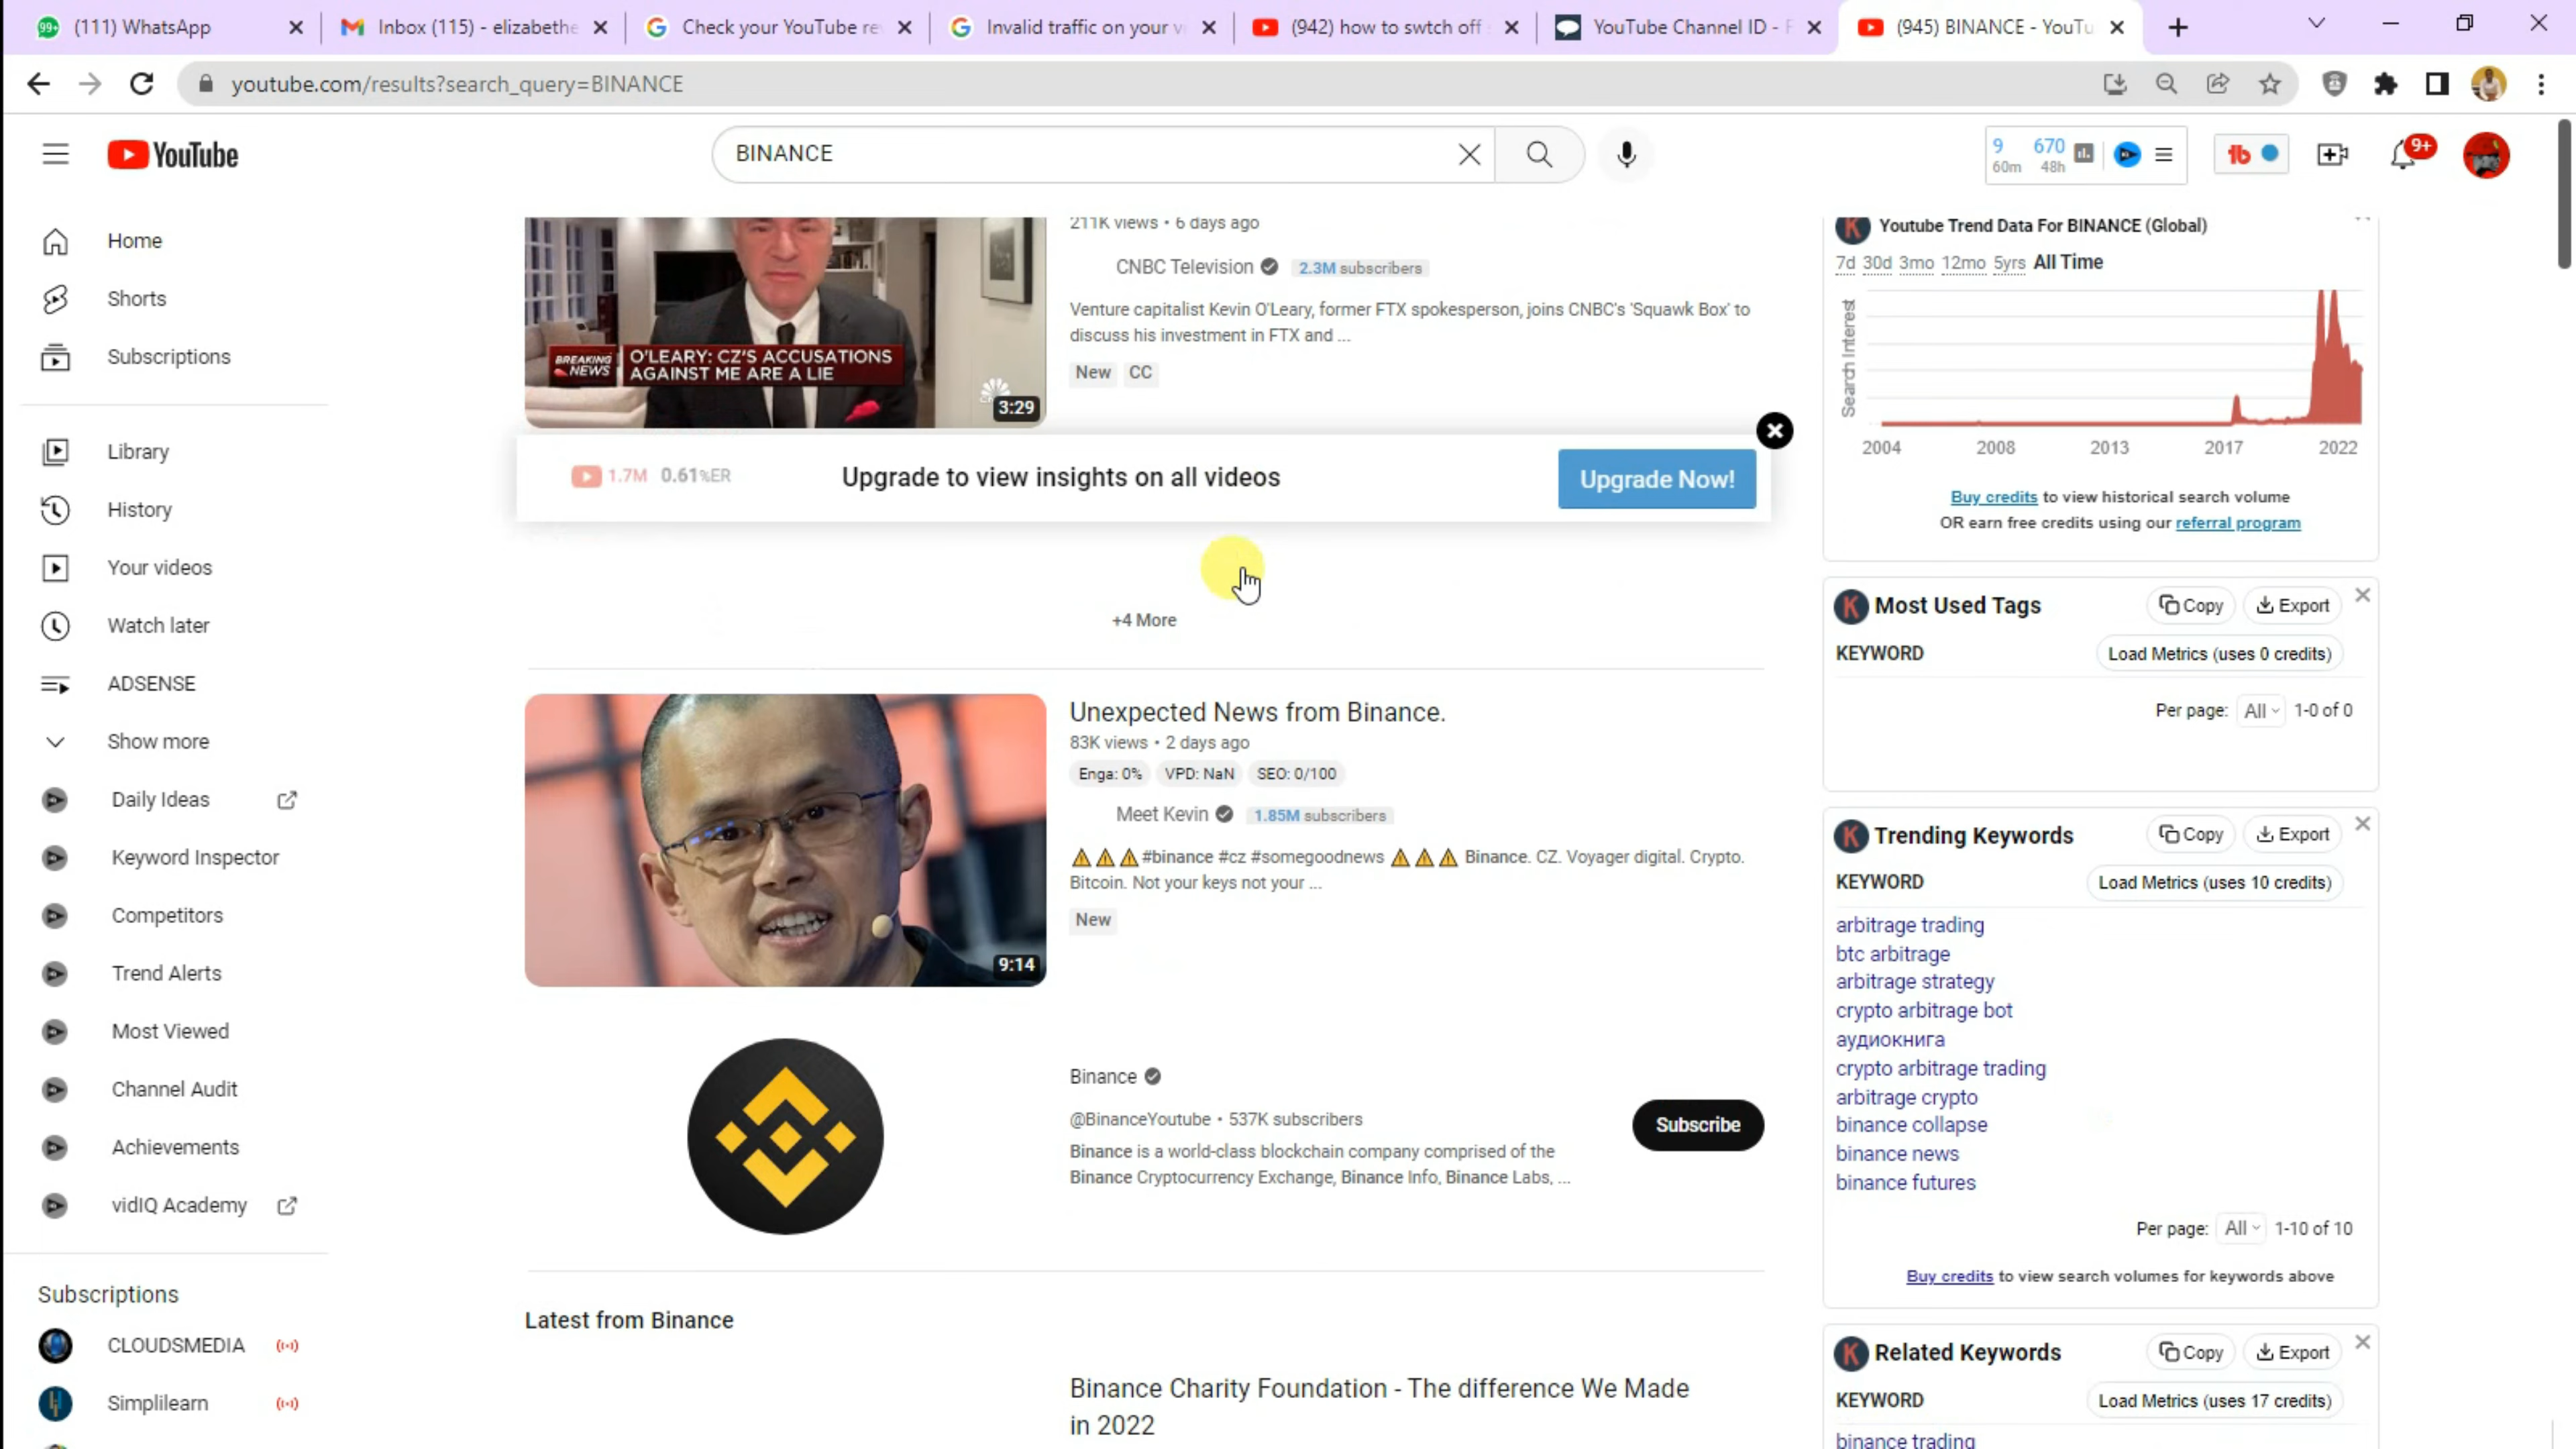 (111) WhatsApp
Inbox (115) - elizabethe
Check your YouTube re
Invalid traffic on your v
(942) how to swtch off
YouTube Channel ID - F
(945) BINANCE - YouTu
youtube.com/results?search_query=BINANCE
YouTube
BINANCE
9
60m
670
48h
9+
Home
Shorts
Subscriptions
Library
History
Your videos
Watch later
ADSENSE
Show more
Daily Ideas
Keyword Inspector
Competitors
Trend Alerts
Most Viewed
Channel Audit
Achievements
vidIQ Academy
Subscriptions
CLOUDSMEDIA
Simplilearn
BREAKING
NEWS
O'LEARY: CZ'S ACCUSATIONS
AGAINST ME ARE A LIE
3:29
211K views • 6 days ago
CNBC Television 2.3M subscribers
Venture capitalist Kevin O'Leary, former FTX spokesperson, joins CNBC's 'Squawk Box' to
discuss his investment in FTX and ...
New CC
1.7M 0.61%ER
Upgrade to view insights on all videos
Upgrade Now!
+4 More
9:14
Unexpected News from Binance.
83K views • 2 days ago
Enga: 0% VPD: NaN SEO: 0/100
Meet Kevin 1.85M subscribers
⚠⚠⚠#binance #cz #somegoodnews ⚠⚠⚠ Binance. CZ. Voyager digital. Crypto.
Bitcoin. Not your keys not your ...
New
Binance
@BinanceYoutube • 537K subscribers
Binance is a world-class blockchain company comprised of the
Binance Cryptocurrency Exchange, Binance Info, Binance Labs, ...
Subscribe
Latest from Binance
Binance Charity Foundation - The difference We Made
in 2022
Youtube Trend Data For BINANCE (Global)
7d 30d 3mo 12mo 5yrs All Time
Search Interest
2004 2008 2013 2017 2022
Buy credits to view historical search volume
OR earn free credits using our referral program
Most Used Tags
Copy Export
KEYWORD
Load Metrics (uses 0 credits)
Per page: All 1-0 of 0
Trending Keywords
Copy Export
KEYWORD
Load Metrics (uses 10 credits)
arbitrage trading
btc arbitrage
arbitrage strategy
crypto arbitrage bot
аудиокнига
crypto arbitrage trading
arbitrage crypto
binance collapse
binance news
binance futures
Per page: All 1-10 of 10
Buy credits to view search volumes for keywords above
Related Keywords
Copy Export
KEYWORD
Load Metrics (uses 17 credits)
binance trading